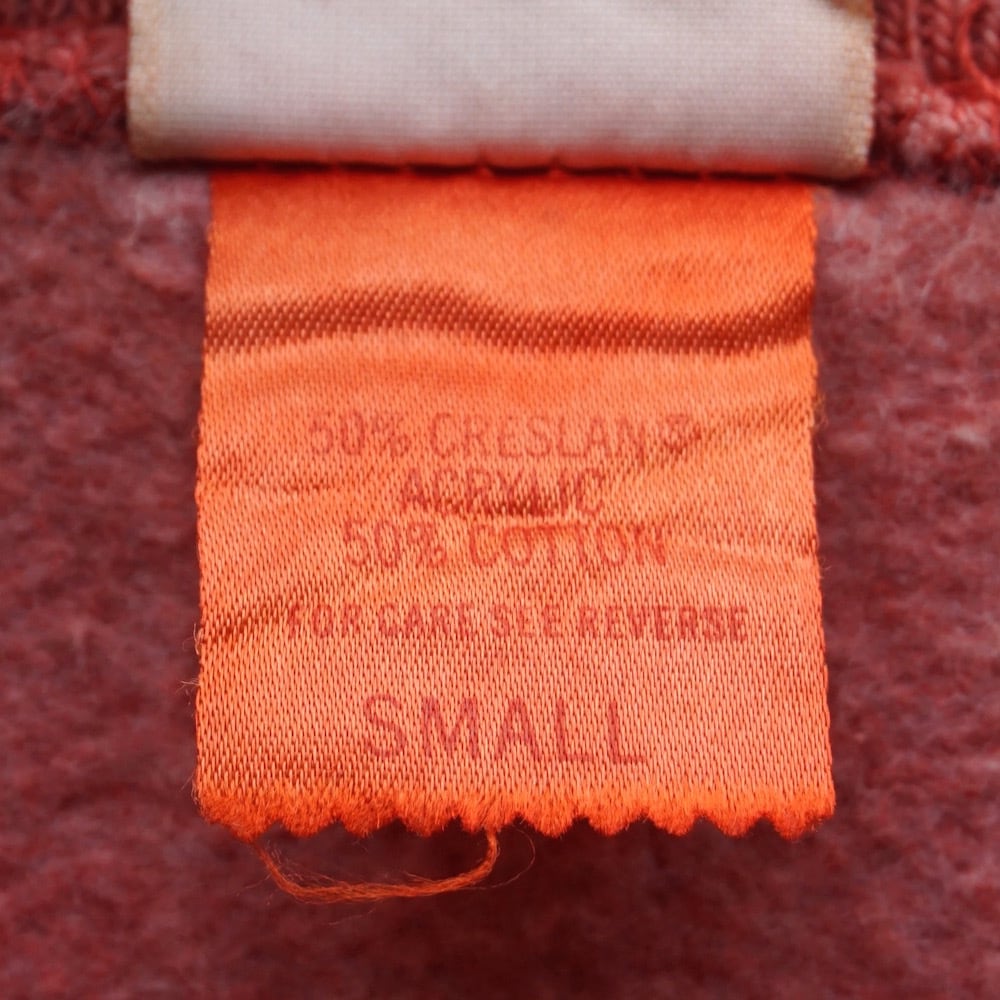 50% CRESLAN®
ACRYLIC
50% COTTON
FOR CARE SEE REVERSE
SMALL